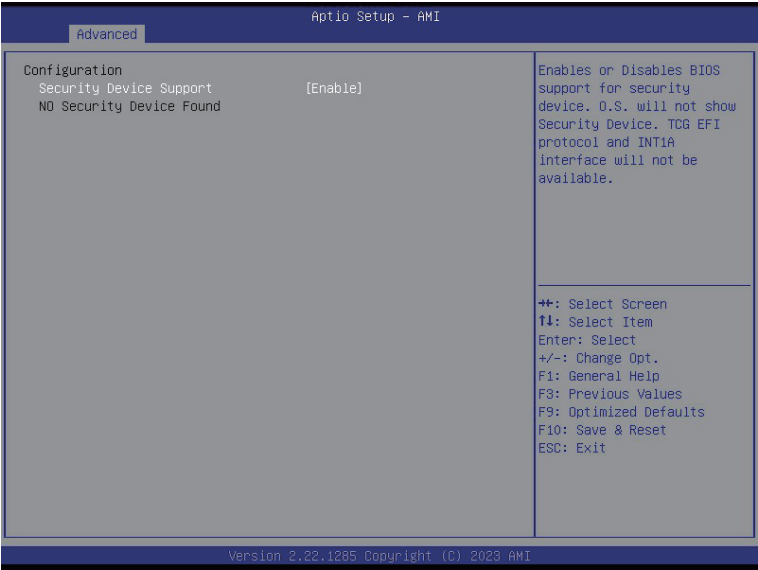 Aptio Setup – AMI
Advanced
Configuration
Security Device Support [Enable]
NO Security Device Found
Enables or Disables BIOS
support for security
device. O.S. will not show
Security Device. TCG EFI
protocol and INT1A
interface will not be
available.
→←: Select Screen
↑↓: Select Item
Enter: Select
+/-: Change Opt.
F1: General Help
F3: Previous Values
F9: Optimized Defaults
F10: Save & Reset
ESC: Exit
Version 2.22.1285 Copyright (C) 2023 AMI